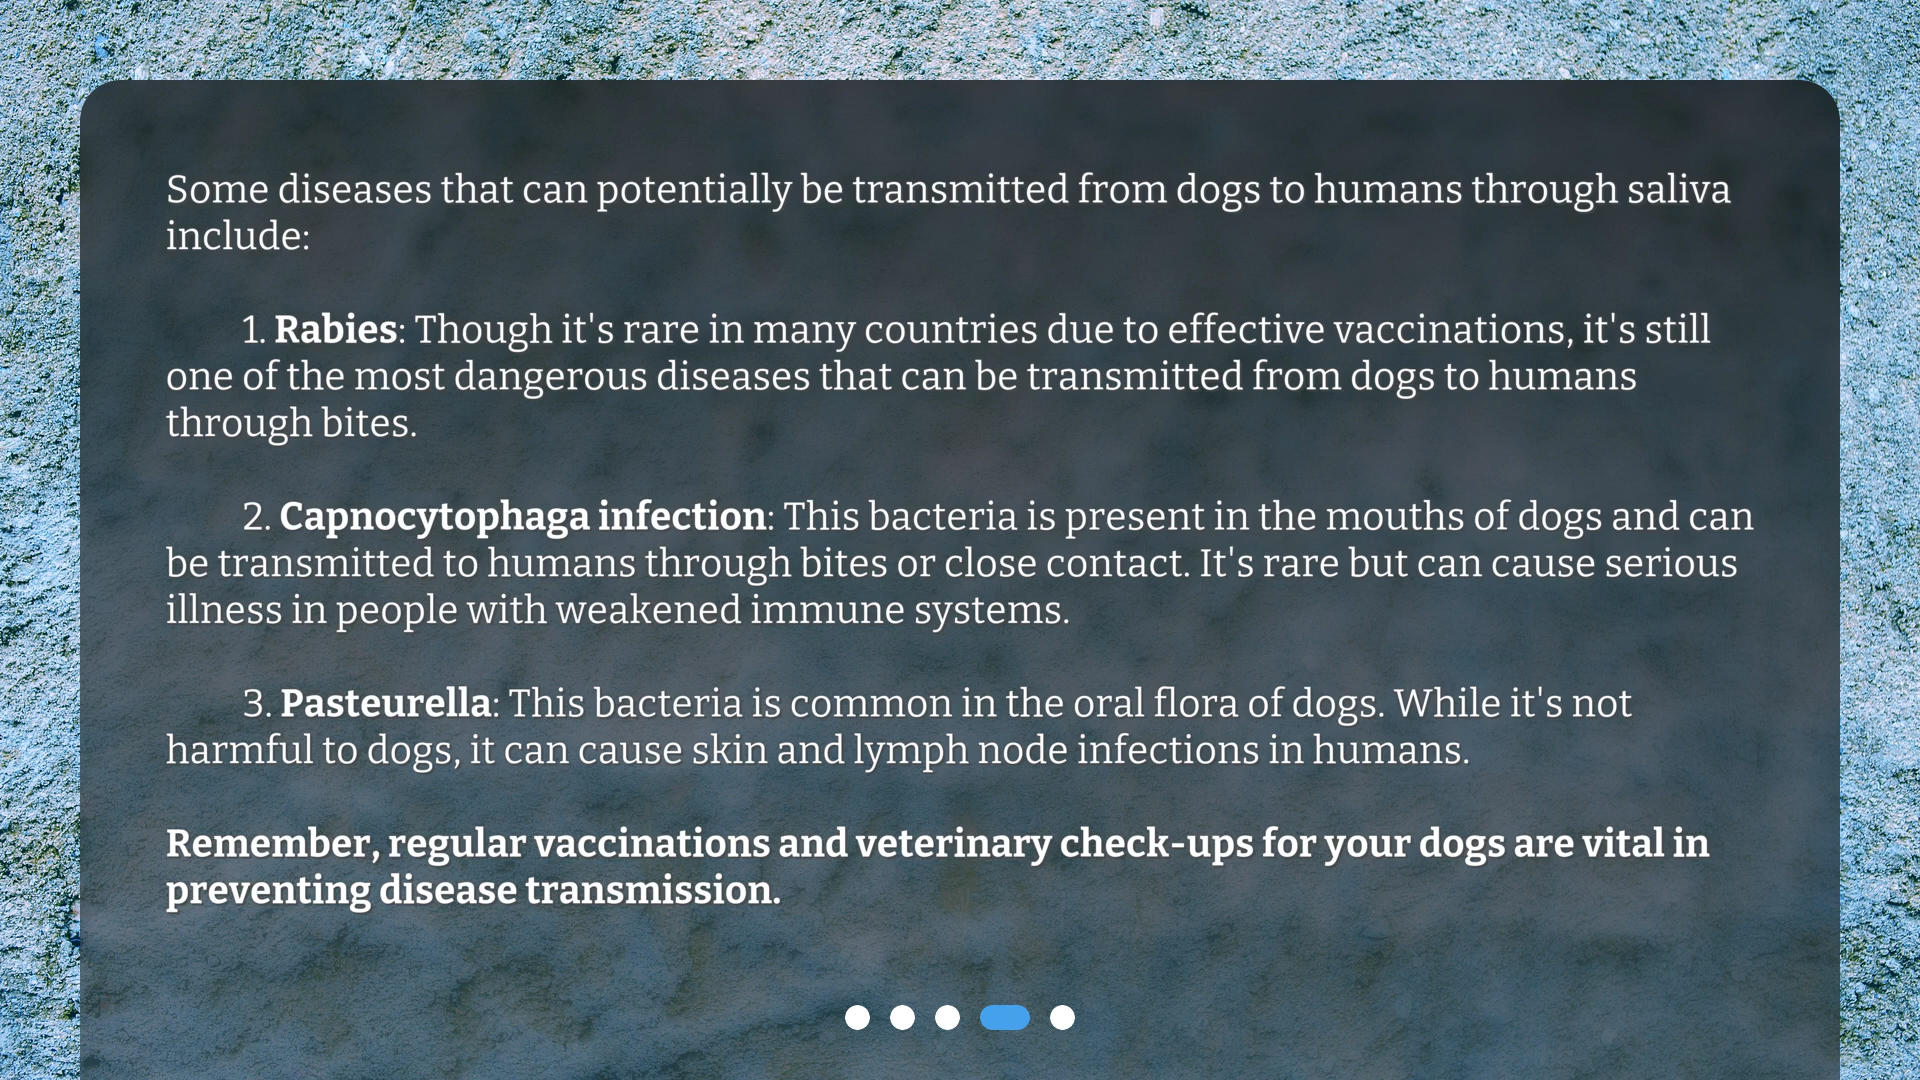 Some diseases that can potentially be transmitted from dogs to humans through saliva
include:
1. Rabies: Though it's rare in many countries due to effective vaccinations, it's still
one of the most dangerous diseases that can be transmitted from dogs to humans
through bites.
2. Capnocytophaga infection: This bacteria is present in the mouths of dogs and can
be transmitted to humans through bites or close contact. It's rare but can cause serious
illness in people with weakened immune systems.
3. Pasteurella: This bacteria is common in the oral flora of dogs. While it's not
harmful to dogs, it can cause skin and lymph node infections in humans.
Remember, regular vaccinations and veterinary check-ups for your dogs are vital in
preventing disease transmission.